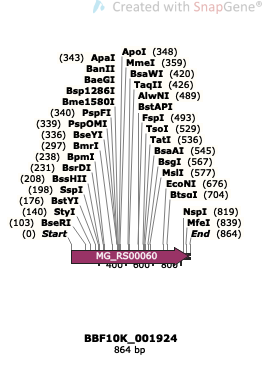 Created with SnapGene®
ApoI (348)
(343) ApaI MmeI (359)
BanII BsaWI (420)
BaeGI TaqII (426)
Bsp1286I AlwNI (489)
Bme1580I BstAPI
(340) PspFI FspI (493)
(339) PspOMI TsoI (529)
(336) BseYI TatI (536)
(297) BmrI BsaAI (545)
(238) BpmI BsgI (567)
(231) BsrDI MslI (577)
(208) BssHII EcoNI (676)
(198) SspI BtsαI (704)
(176) BstYI
(140) StyI NspI (819)
(103) BseRI MfeI (839)
(0) Start End (864)
MG_RS00060
400 600 800
BBF10K_001924
864 bp